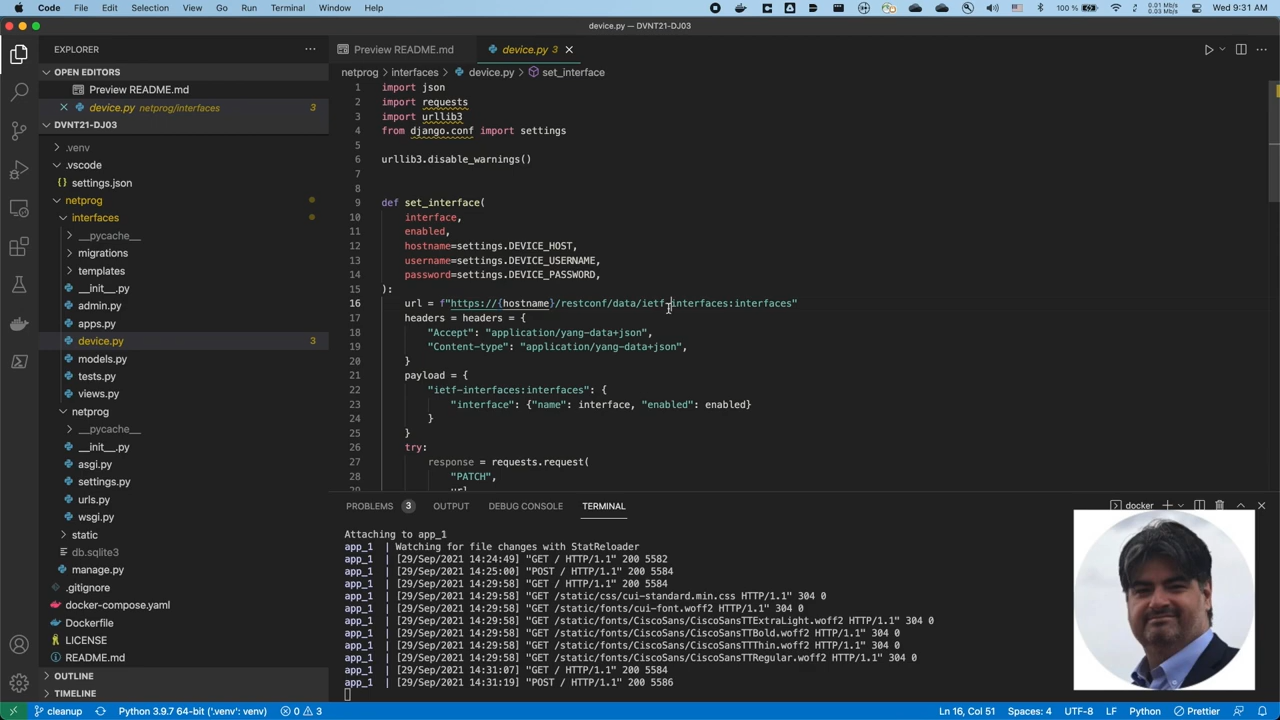 Code File Edit Selection View Go Run Terminal Window Help 100 % Wed 9:31 AM
0.01 Mb
0.03 Mb
device.py — DVNT21-DJ03
EXPLORER
OPEN EDITORS
Preview README.md
device.py netprog/interfaces 3
DVNT21-DJ03
.venv
.vscode
settings.json
netprog
interfaces
__pycache__
migrations
templates
__init__.py
admin.py
apps.py
device.py 3
models.py
tests.py
views.py
netprog
__pycache__
__init__.py
asgi.py
settings.py
urls.py
wsgi.py
static
db.sqlite3
manage.py
.gitignore
docker-compose.yaml
Dockerfile
LICENSE
README.md
OUTLINE
TIMELINE
Preview README.md device.py 3
netprog interfaces device.py set_interface
1 import json
2 import requests
3 import urllib3
4 from django.conf import settings
5
6 urllib3.disable_warnings()
7
8
9 def set_interface(
10 interface,
11 enabled,
12 hostname=settings.DEVICE_HOST,
13 username=settings.DEVICE_USERNAME,
14 password=settings.DEVICE_PASSWORD,
15 ):
16 url = f"https://{hostname}/restconf/data/ietf-interfaces:interfaces"
17 headers = headers = {
18 "Accept": "application/yang-data+json",
19 "Content-type": "application/yang-data+json",
20 }
21 payload = {
22 "ietf-interfaces:interfaces": {
23 "interface": {"name": interface, "enabled": enabled}
24 }
25 }
26 try:
27 response = requests.request(
28 "PATCH",
PROBLEMS 3 OUTPUT DEBUG CONSOLE TERMINAL docker
Attaching to app_1
app_1 | Watching for file changes with StatReloader
app_1 | [29/Sep/2021 14:24:49] "GET / HTTP/1.1" 200 5582
app_1 | [29/Sep/2021 14:25:00] "POST / HTTP/1.1" 200 5584
app_1 | [29/Sep/2021 14:29:58] "GET / HTTP/1.1" 200 5584
app_1 | [29/Sep/2021 14:29:58] "GET /static/css/cui-standard.min.css HTTP/1.1" 304 0
app_1 | [29/Sep/2021 14:29:58] "GET /static/fonts/cui-font.woff2 HTTP/1.1" 304 0
app_1 | [29/Sep/2021 14:29:58] "GET /static/fonts/CiscoSans/CiscoSansTTExtraLight.woff2 HTTP/1.1" 304 0
app_1 | [29/Sep/2021 14:29:58] "GET /static/fonts/CiscoSans/CiscoSansTTBold.woff2 HTTP/1.1" 304 0
app_1 | [29/Sep/2021 14:29:58] "GET /static/fonts/CiscoSans/CiscoSansTTThin.woff2 HTTP/1.1" 304 0
app_1 | [29/Sep/2021 14:29:58] "GET /static/fonts/CiscoSans/CiscoSansTTRegular.woff2 HTTP/1.1" 304 0
app_1 | [29/Sep/2021 14:31:07] "GET / HTTP/1.1" 200 5584
app_1 | [29/Sep/2021 14:31:19] "POST / HTTP/1.1" 200 5586
cleanup Python 3.9.7 64-bit ('.venv': venv) 0 3 Ln 16, Col 51 Spaces: 4 UTF-8 LF Python Prettier